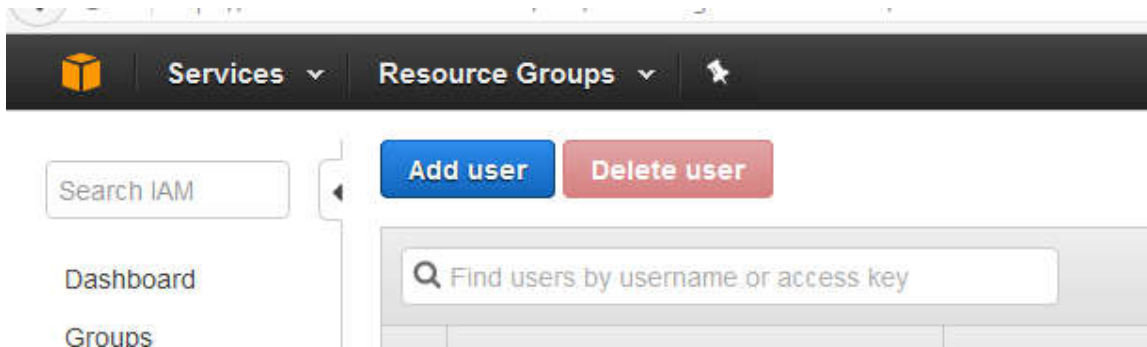 Services
Resource Groups
Add user
Delete user
Search IAM
Find users by username or access key
Dashboard
Groups